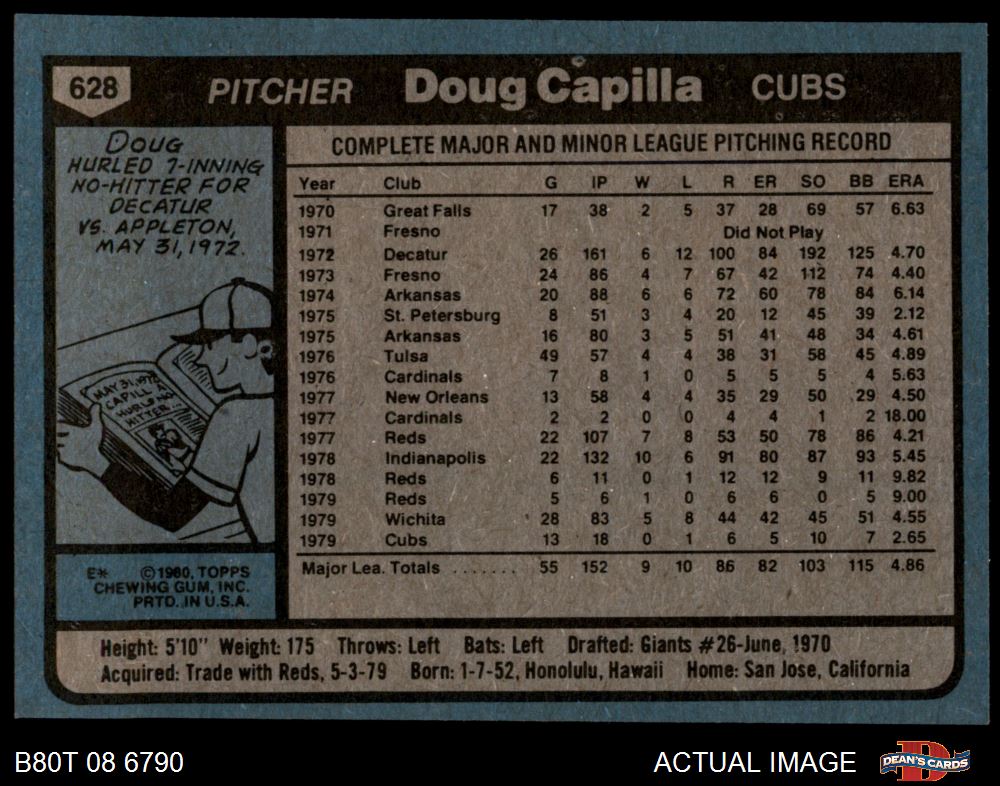 628 PITCHER Doug Capilla CUBS
DOUG
HURLED 7-INNING
NO-HITTER FOR
DECATUR
VS. APPLETON,
MAY 31, 1972.
MAY 31, 1972
CAPILLA
HURLS NO-
HITTER...
E* ©1980, TOPPS
CHEWING GUM, INC.
PRTD. IN U.S.A.
COMPLETE MAJOR AND MINOR LEAGUE PITCHING RECORD
Year Club G IP W L R ER SO BB ERA
1970 Great Falls 17 38 2 5 37 28 69 57 6.63
1971 Fresno Did Not Play
1972 Decatur 26 161 6 12 100 84 192 125 4.70
1973 Fresno 24 86 4 7 67 42 112 74 4.40
1974 Arkansas 20 88 6 6 72 60 78 84 6.14
1975 St. Petersburg 8 51 3 4 20 12 45 39 2.12
1975 Arkansas 16 80 3 5 51 41 48 34 4.61
1976 Tulsa 49 57 4 4 38 31 58 45 4.89
1976 Cardinals 7 8 1 0 5 5 5 4 5.63
1977 New Orleans 13 58 4 4 35 29 50 29 4.50
1977 Cardinals 2 2 0 0 4 4 1 2 18.00
1977 Reds 22 107 7 8 53 50 78 86 4.21
1978 Indianapolis 22 132 10 6 91 80 87 93 5.45
1978 Reds 6 11 0 1 12 12 9 11 9.82
1979 Reds 5 6 1 0 6 6 0 5 9.00
1979 Wichita 28 83 5 8 44 42 45 51 4.55
1979 Cubs 13 18 0 1 6 5 10 7 2.65
Major Lea. Totals ....... 55 152 9 10 86 82 103 115 4.86
Height: 5'10" Weight: 175 Throws: Left Bats: Left Drafted: Giants #26-June, 1970
Acquired: Trade with Reds, 5-3-79 Born: 1-7-52, Honolulu, Hawaii Home: San Jose, California
B80T 08 6790 ACTUAL IMAGE DEAN'S CARDS